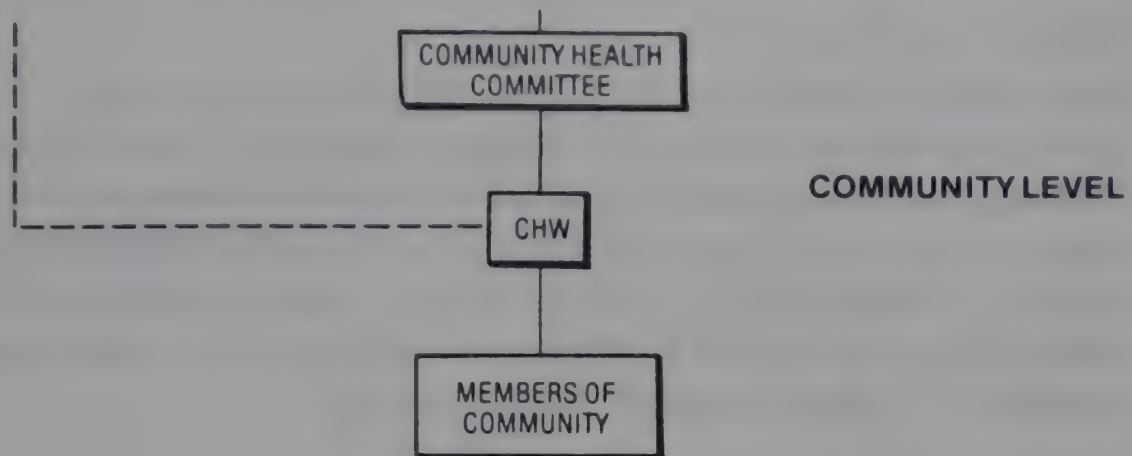 COMMUNITY HEALTH
COMMITTEE
COMMUNITY LEVEL
CHW
MEMBERS OF
COMMUNITY